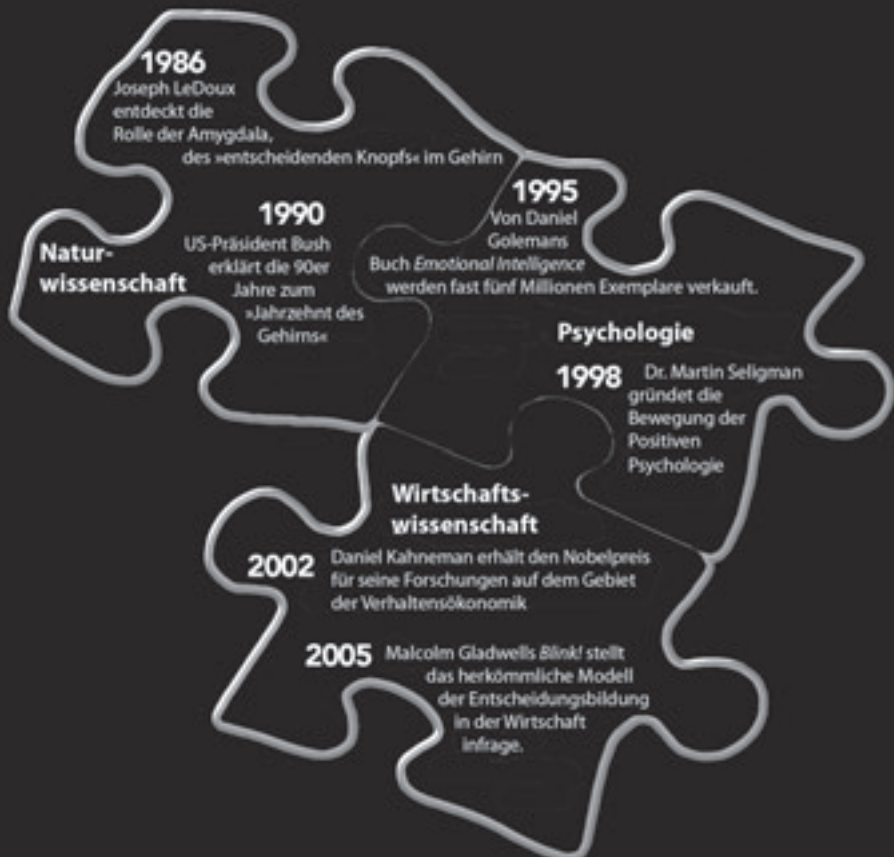 1986
Joseph LeDoux
entdeckt die
Rolle der Amygdala,
des »entscheidenden Knopfs« im Gehirn
1990
US-Präsident Bush
erklärt die 90er
Jahre zum
»Jahrzehnt des
Gehirns«
Natur-
wissenschaft
1995
Von Daniel
Golemans
Buch Emotional Intelligence
werden fast fünf Millionen Exemplare verkauft.
Psychologie
1998 Dr. Martin Seligman
gründet die
Bewegung der
Positiven
Psychologie
Wirtschafts-
wissenschaft
2002 Daniel Kahneman erhält den Nobelpreis
für seine Forschungen auf dem Gebiet
der Verhaltensökonomik
2005 Malcolm Gladwells Blink! stellt
das herkömmliche Modell
der Entscheidungsbildung
in der Wirtschaft
infrage.